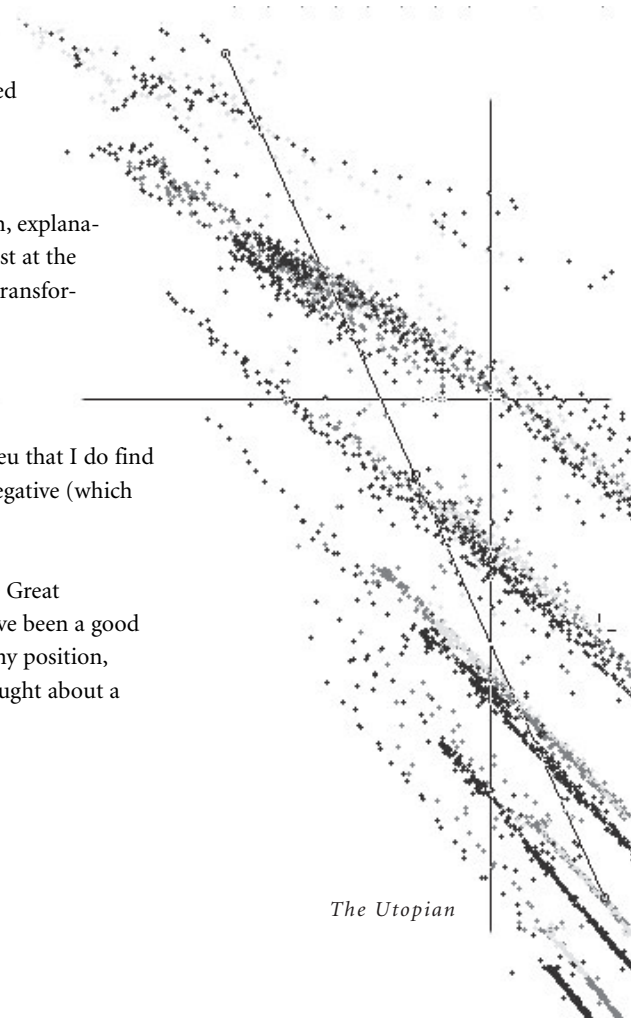 ed
n, explana-
st at the
ransfor-
eu that I do find
egative (which
Great
ve been a good
ny position,
ught about a
The Utopian